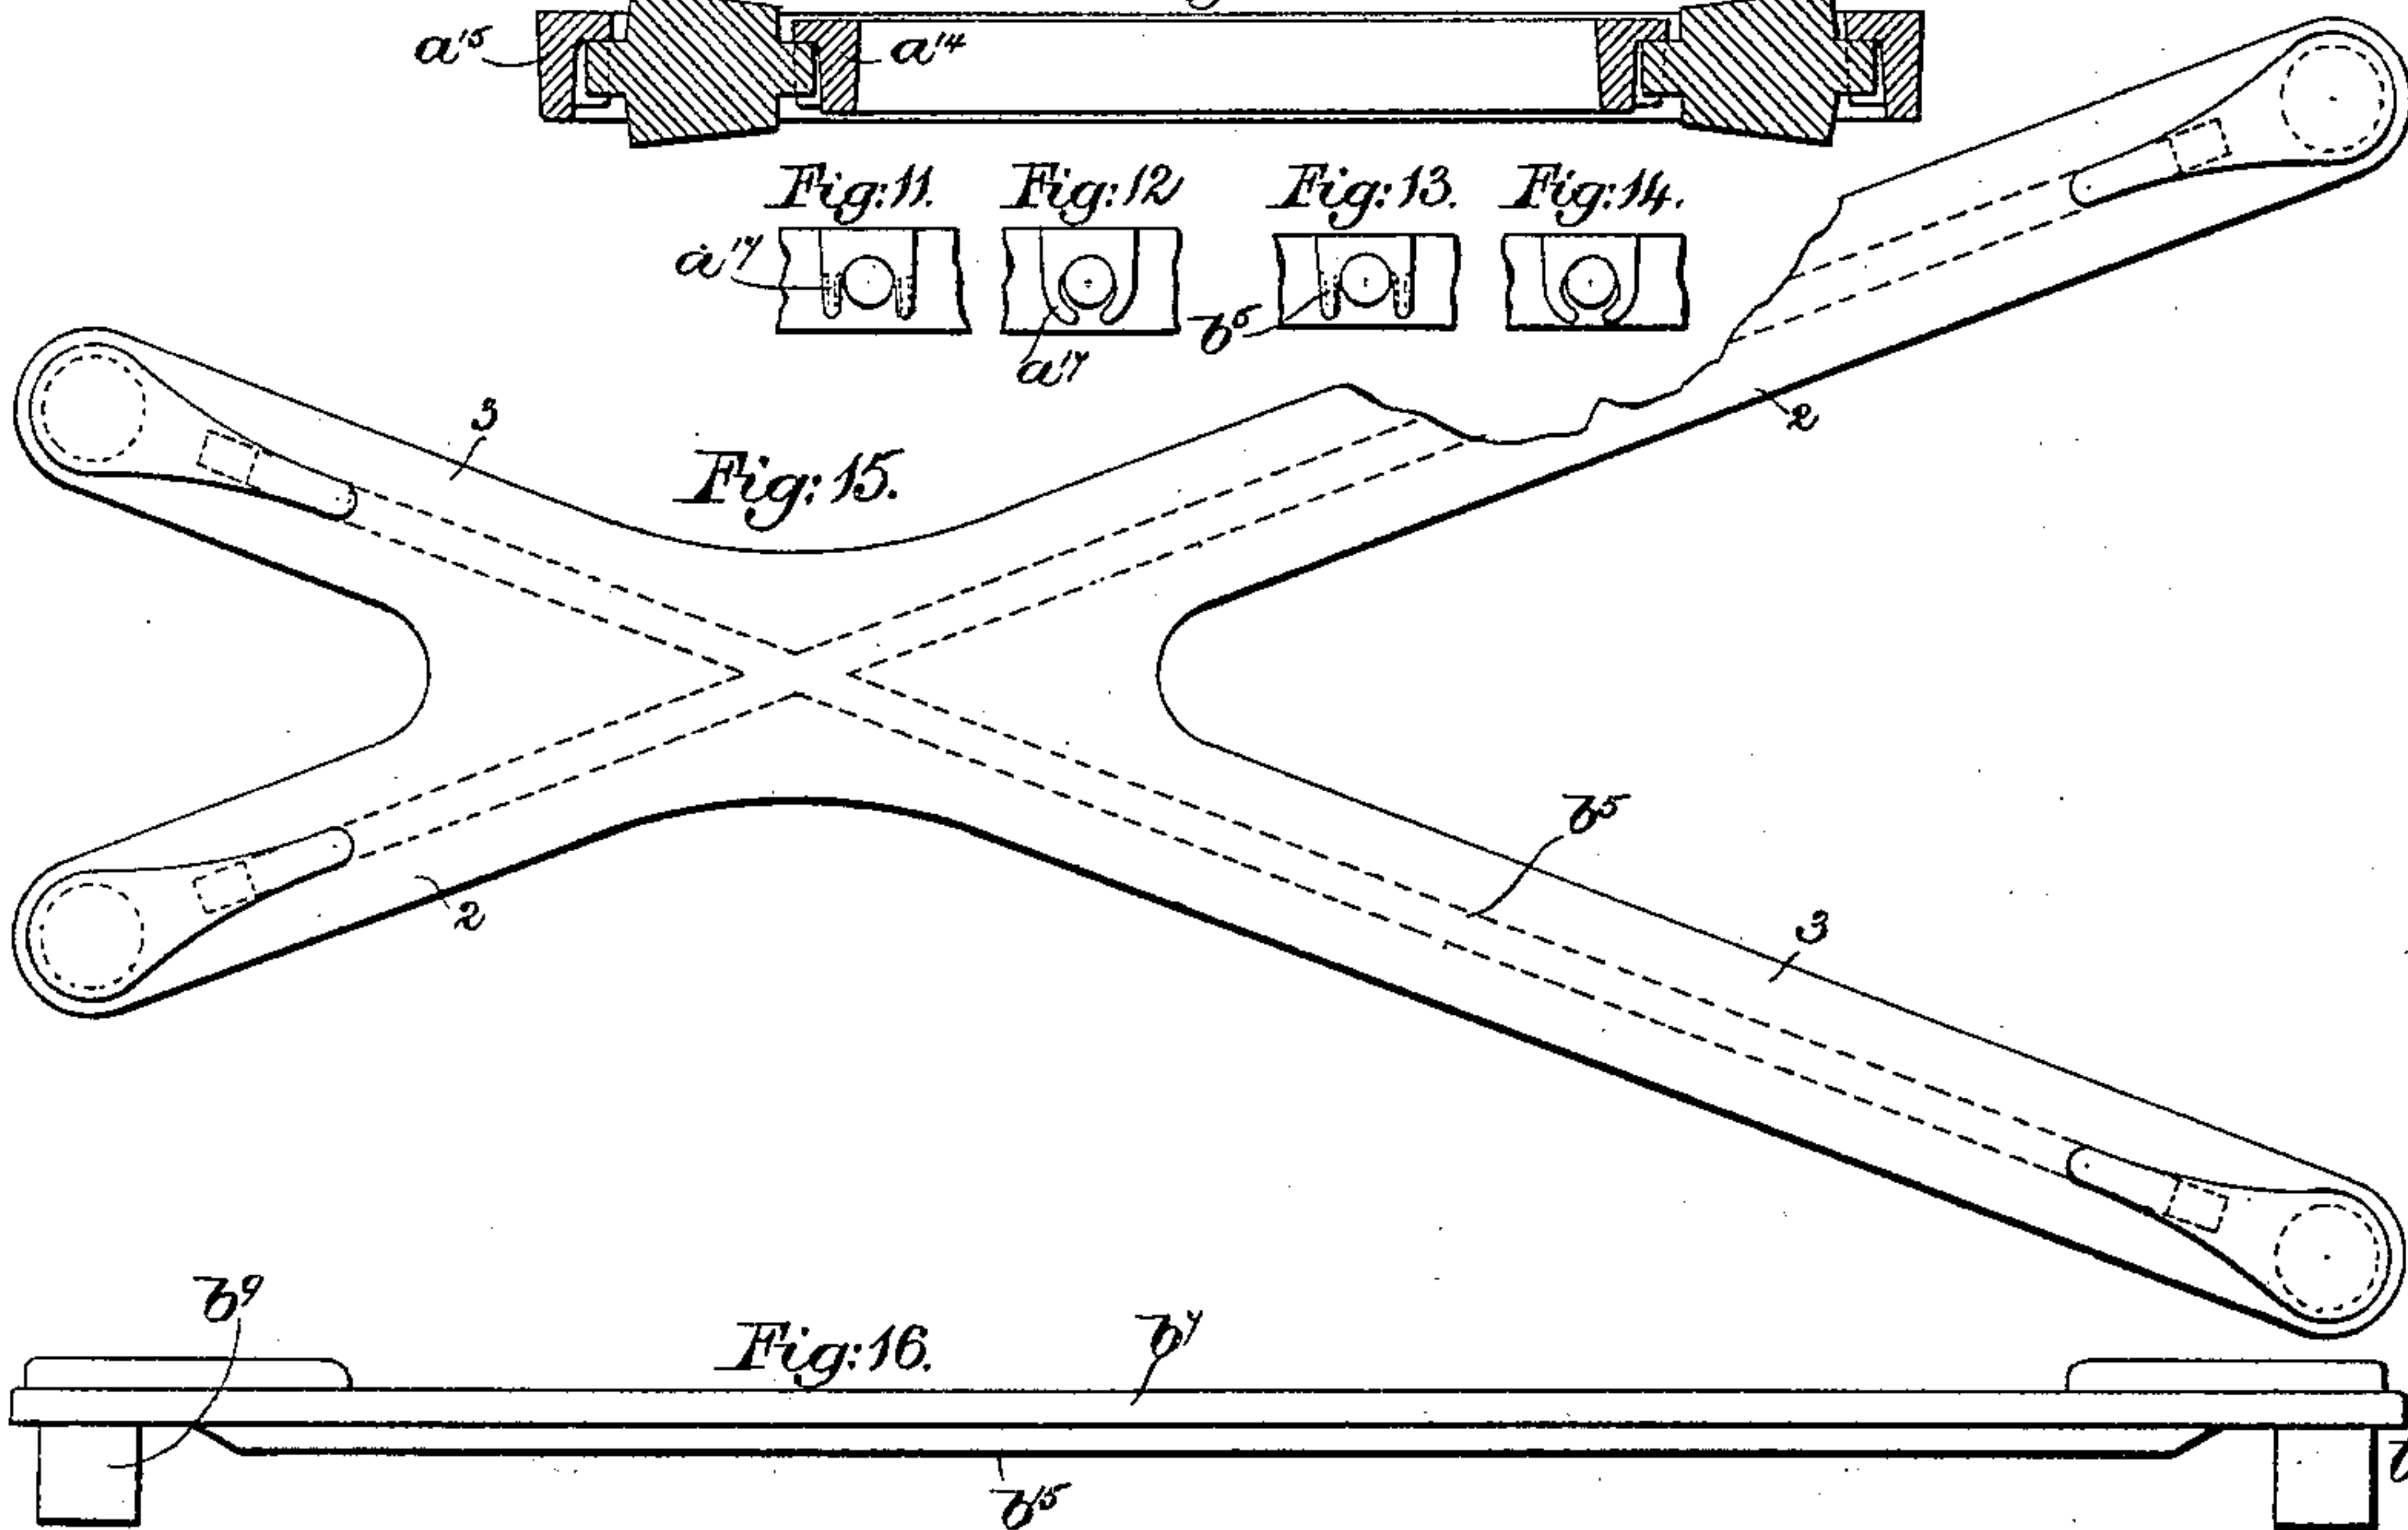 a¹⁵
a¹⁴
Fig:11.
Fig:12
Fig:13.
Fig:14.
a¹⁷
a¹⁷
b⁶
3
2
Fig:15.
b⁵
2
3
b⁹
Fig:16.
b⁷
b⁵